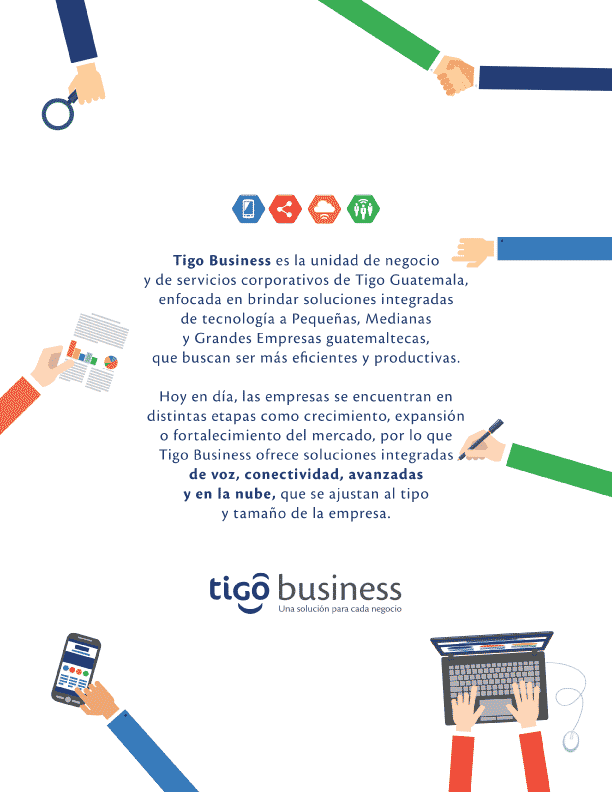 Tigo Business es la unidad de negocio
y de servicios corporativos de Tigo Guatemala,
enfocada en brindar soluciones integradas
de tecnología a Pequeñas, Medianas
y Grandes Empresas guatemaltecas,
que buscan ser más eficientes y productivas.
Hoy en día, las empresas se encuentran en
distintas etapas como crecimiento, expansión
o fortalecimiento del mercado, por lo que
Tigo Business ofrece soluciones integradas
de voz, conectividad, avanzadas
y en la nube, que se ajustan al tipo
y tamaño de la empresa.
tigo business
Una solución para cada negocio